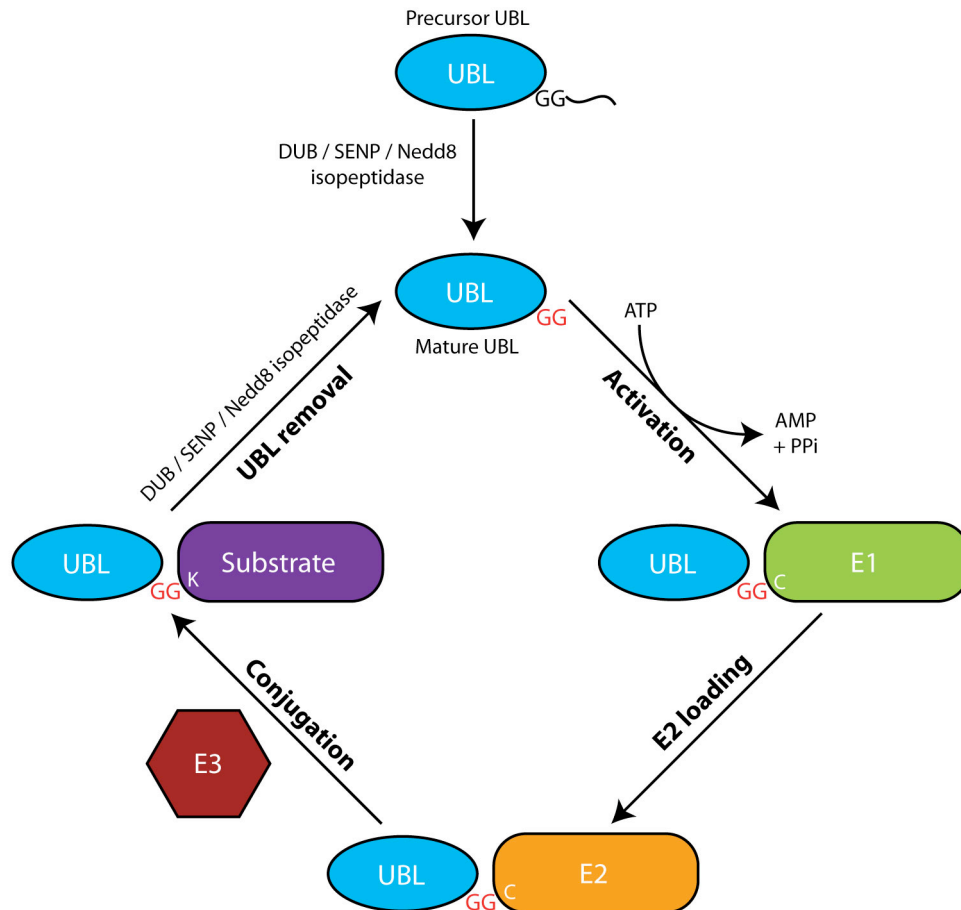 Precursor UBL
UBL
GG
DUB / SENP / Nedd8
isopeptidase
UBL
GG
Mature UBL
ATP
Activation
AMP
+ PPi
DUB / SENP / Nedd8 isopeptidase
UBL removal
UBL
GG
K
Substrate
UBL
GG
C
E1
E2 loading
Conjugation
E3
UBL
GG
C
E2